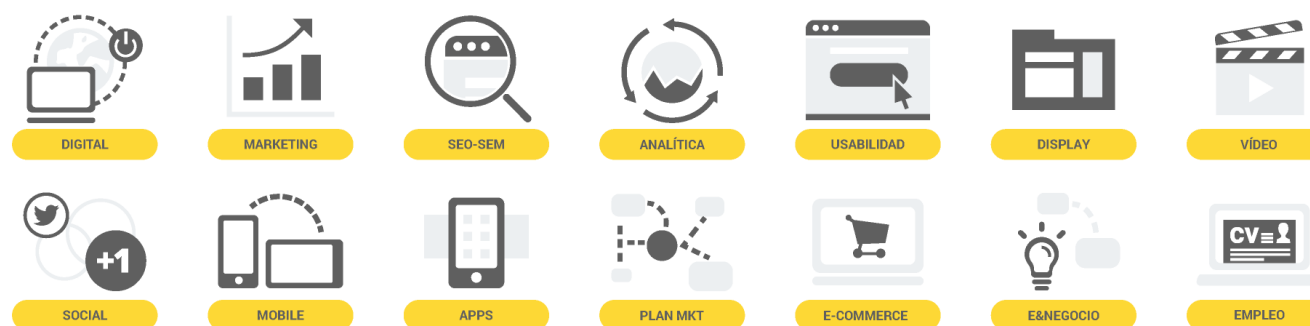 DIGITAL
MARKETING
SEO-SEM
ANALÍTICA
USABILIDAD
DISPLAY
VÍDEO
+1
CV
SOCIAL
MOBILE
APPS
PLAN MKT
E-COMMERCE
E&NEGOCIO
EMPLEO